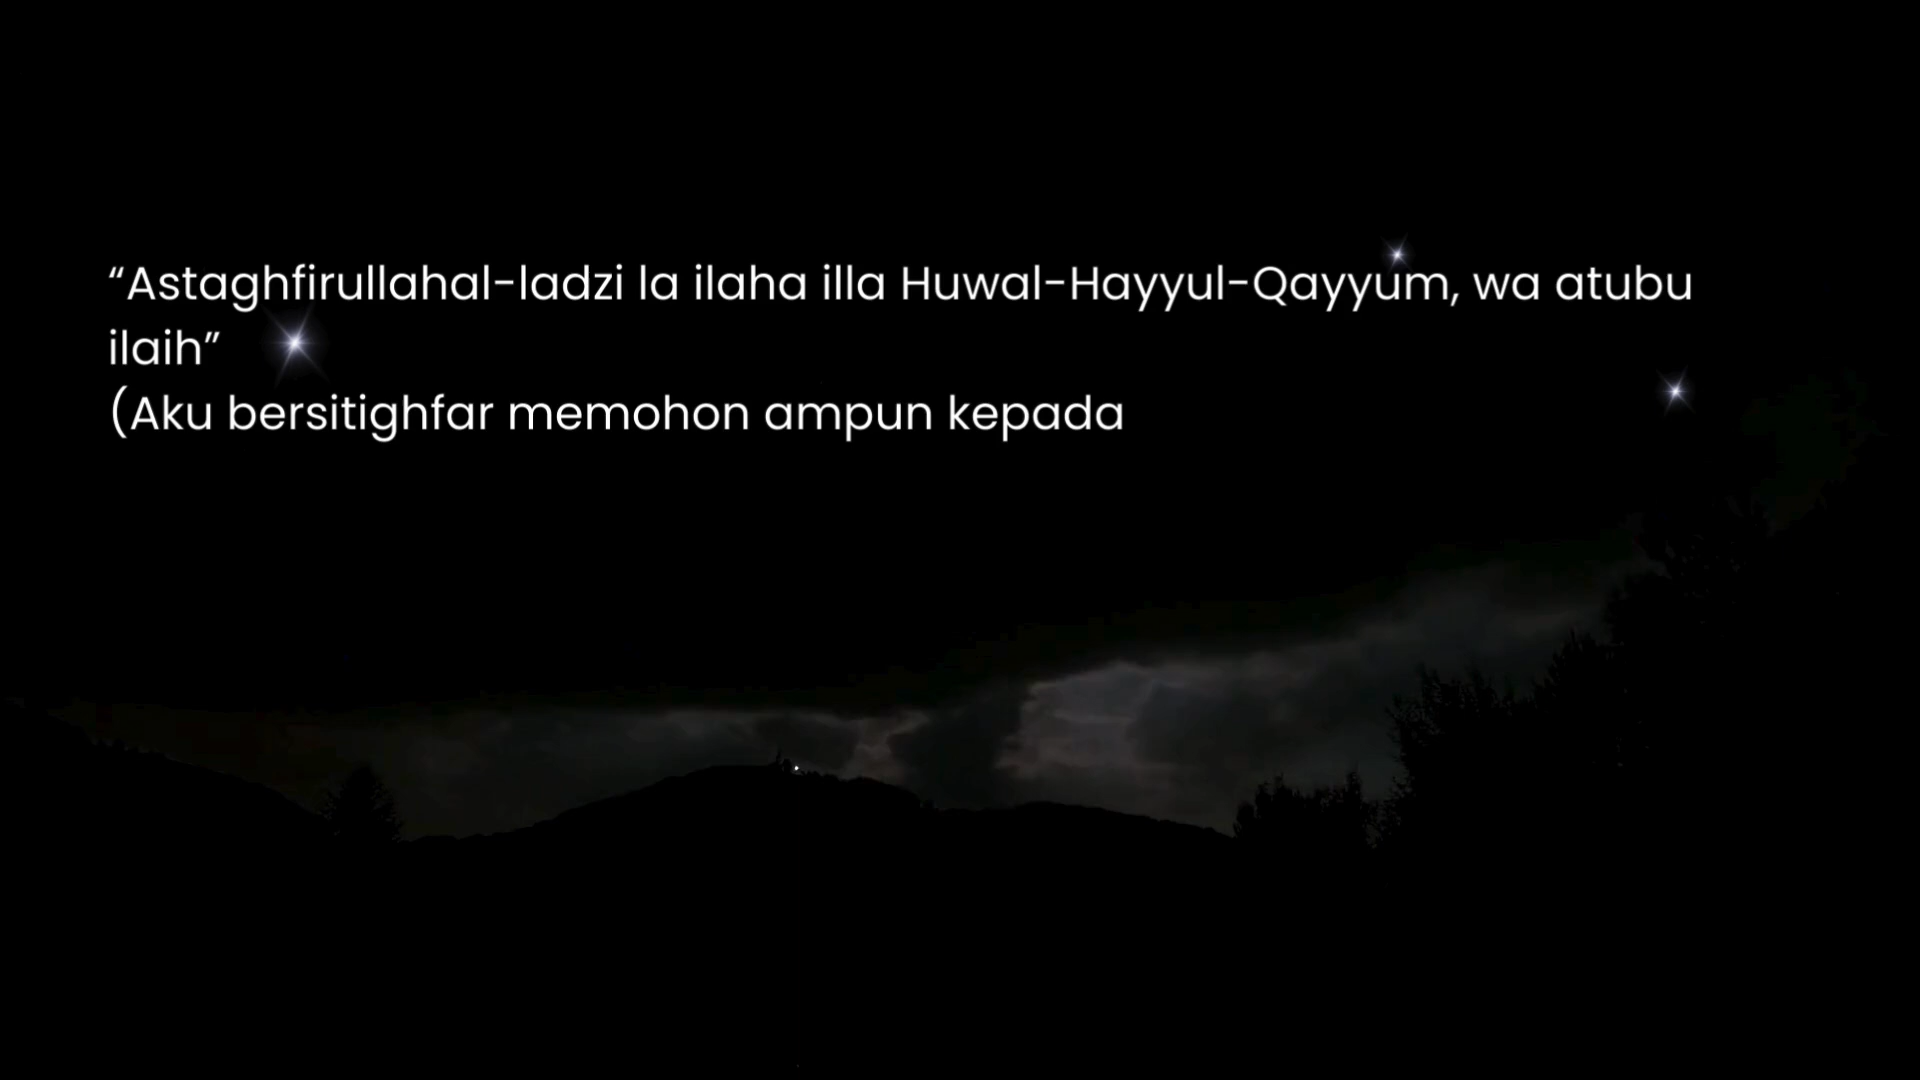 “Astaghfirullahal-ladzi la ilaha illa Huwal-Hayyul-Qayyum, wa atubu
ilaih”
(Aku bersitighfar memohon ampun kepada